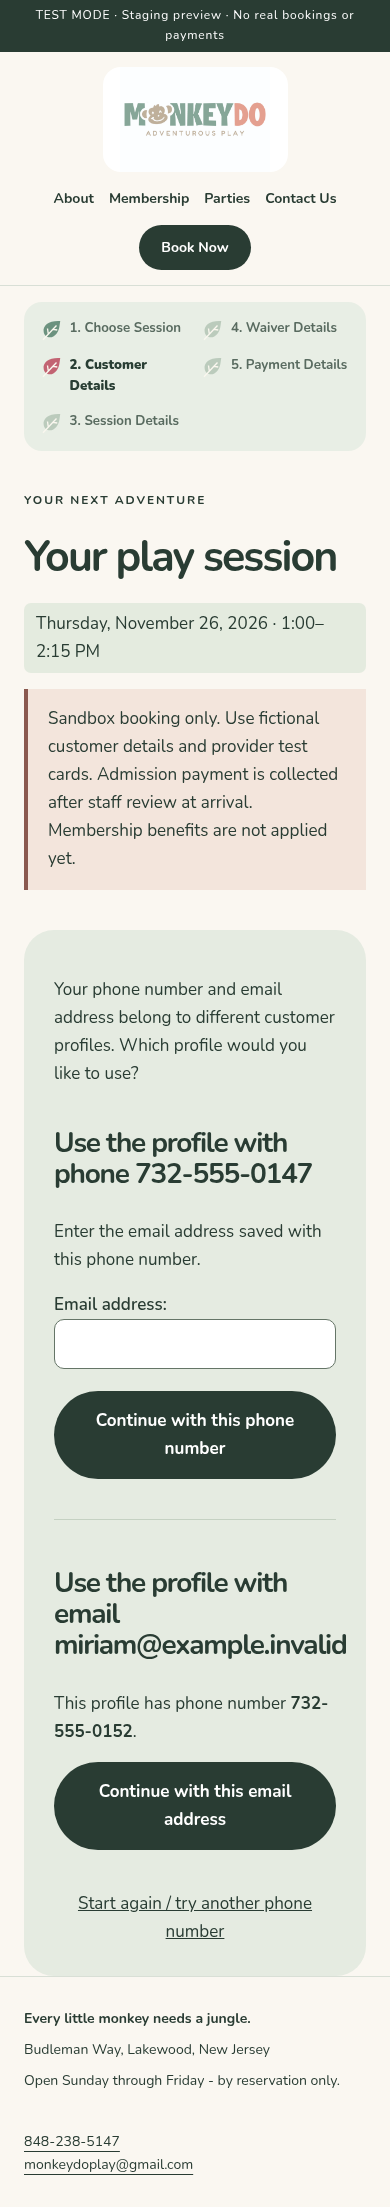 TEST MODE · Staging preview · No real bookings or
payments
MONKEYDO
ADVENTUROUS PLAY
About Membership Parties Contact Us
Book Now
1. Choose Session
2. Customer
Details
3. Session Details
4. Waiver Details
5. Payment Details
YOUR NEXT ADVENTURE
Your play session
Thursday, November 26, 2026 · 1:00–
2:15 PM
Sandbox booking only. Use fictional
customer details and provider test
cards. Admission payment is collected
after staff review at arrival.
Membership benefits are not applied
yet.
Your phone number and email
address belong to different customer
profiles. Which profile would you
like to use?
Use the profile with
phone 732-555-0147
Enter the email address saved with
this phone number.
Email address:
Continue with this phone
number
Use the profile with
email
miriam@example.invalid
This profile has phone number 732-
555-0152.
Continue with this email
address
Start again / try another phone
number
Every little monkey needs a jungle.
Budleman Way, Lakewood, New Jersey
Open Sunday through Friday - by reservation only.
848-238-5147
monkeydoplay@gmail.com